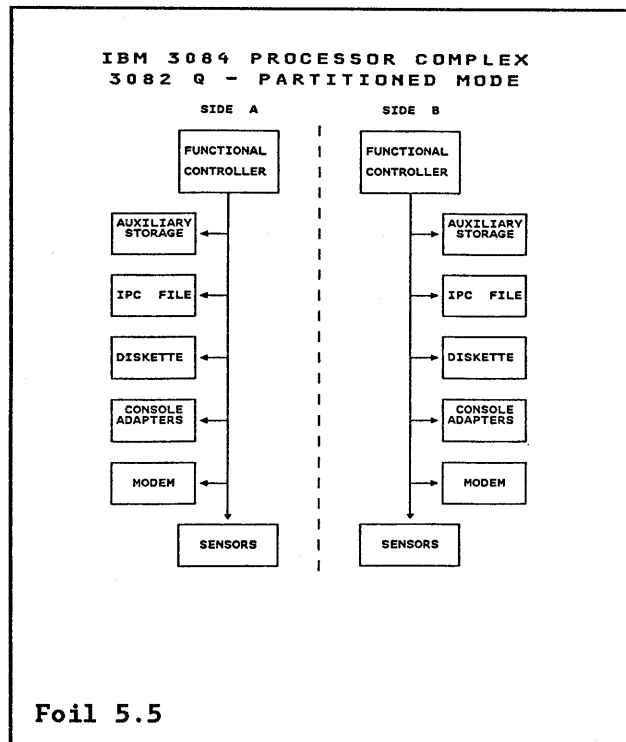 IBM 3084 PROCESSOR COMPLEX
3082 Q - PARTITIONED MODE
SIDE A
SIDE B
FUNCTIONAL
CONTROLLER
AUXILIARY
STORAGE
IPC FILE
DISKETTE
CONSOLE
ADAPTERS
MODEM
SENSORS
FUNCTIONAL
CONTROLLER
AUXILIARY
STORAGE
IPC FILE
DISKETTE
CONSOLE
ADAPTERS
MODEM
SENSORS
Foil 5.5